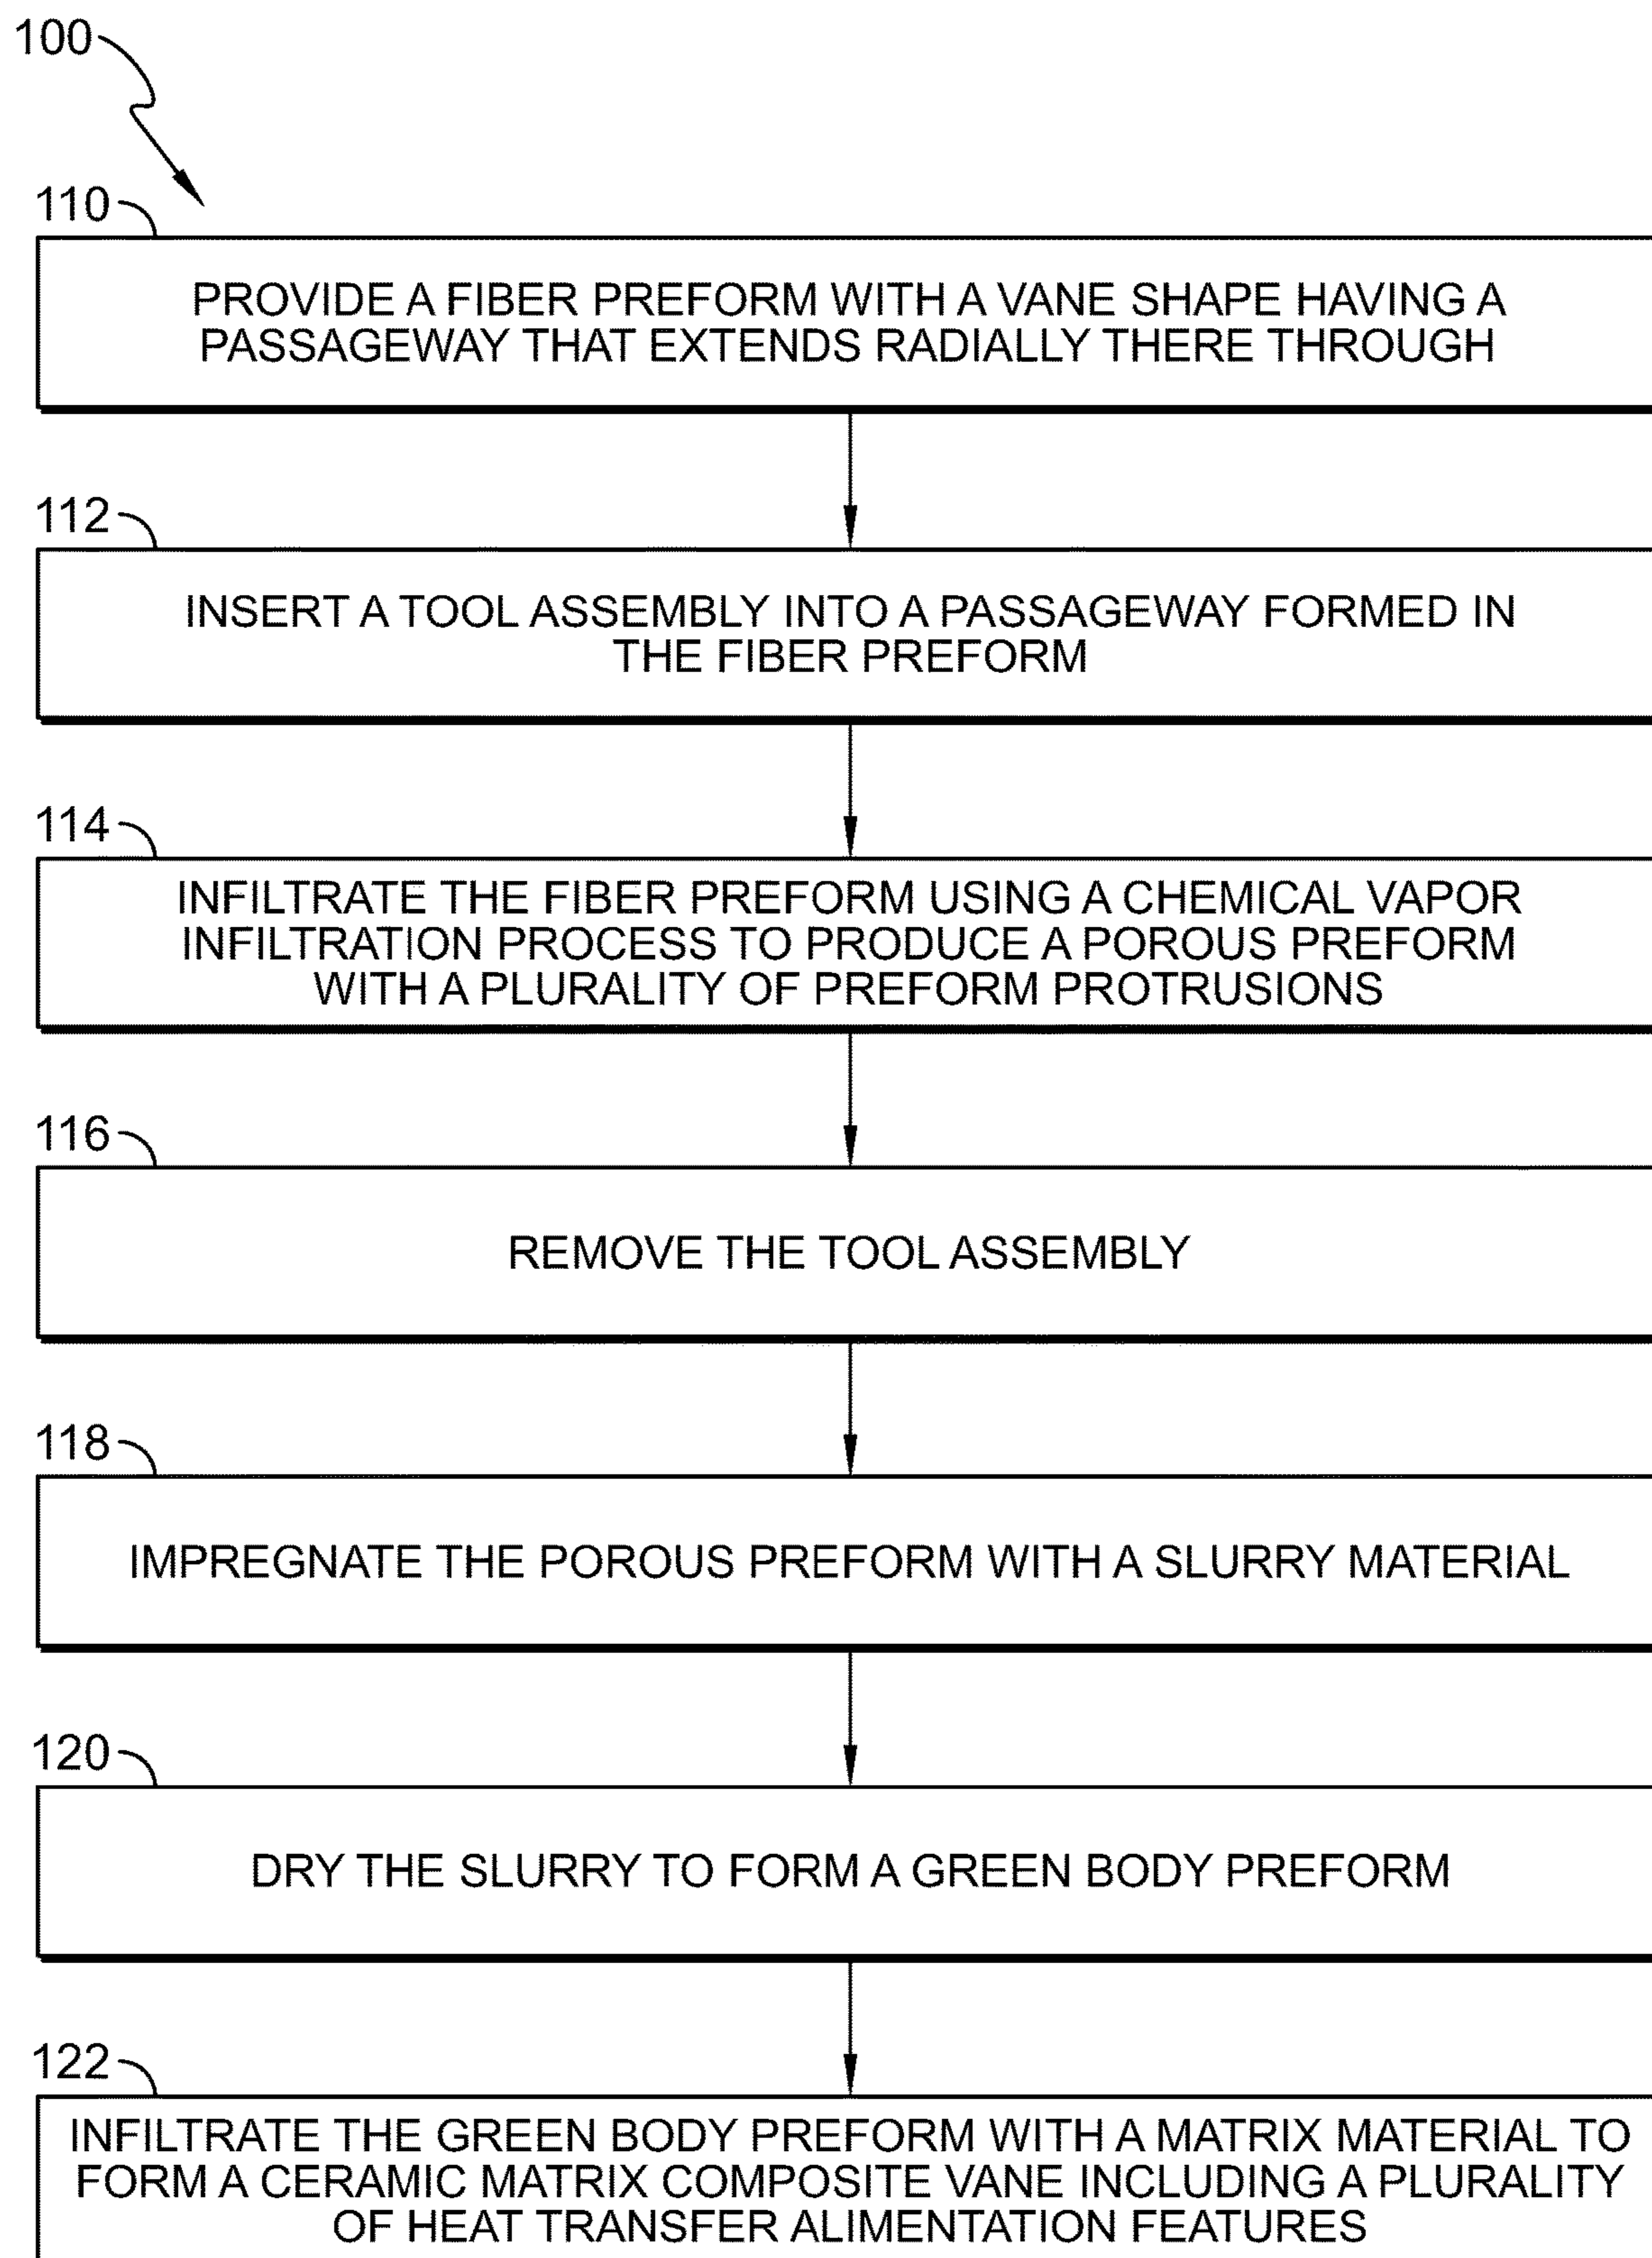 100
110
PROVIDE A FIBER PREFORM WITH A VANE SHAPE HAVING A
PASSAGEWAY THAT EXTENDS RADIALLY THERE THROUGH
112
INSERT A TOOL ASSEMBLY INTO A PASSAGEWAY FORMED IN
THE FIBER PREFORM
114
INFILTRATE THE FIBER PREFORM USING A CHEMICAL VAPOR
INFILTRATION PROCESS TO PRODUCE A POROUS PREFORM
WITH A PLURALITY OF PREFORM PROTRUSIONS
116
REMOVE THE TOOL ASSEMBLY
118
IMPREGNATE THE POROUS PREFORM WITH A SLURRY MATERIAL
120
DRY THE SLURRY TO FORM A GREEN BODY PREFORM
122
INFILTRATE THE GREEN BODY PREFORM WITH A MATRIX MATERIAL TO
FORM A CERAMIC MATRIX COMPOSITE VANE INCLUDING A PLURALITY
OF HEAT TRANSFER ALIMENTATION FEATURES